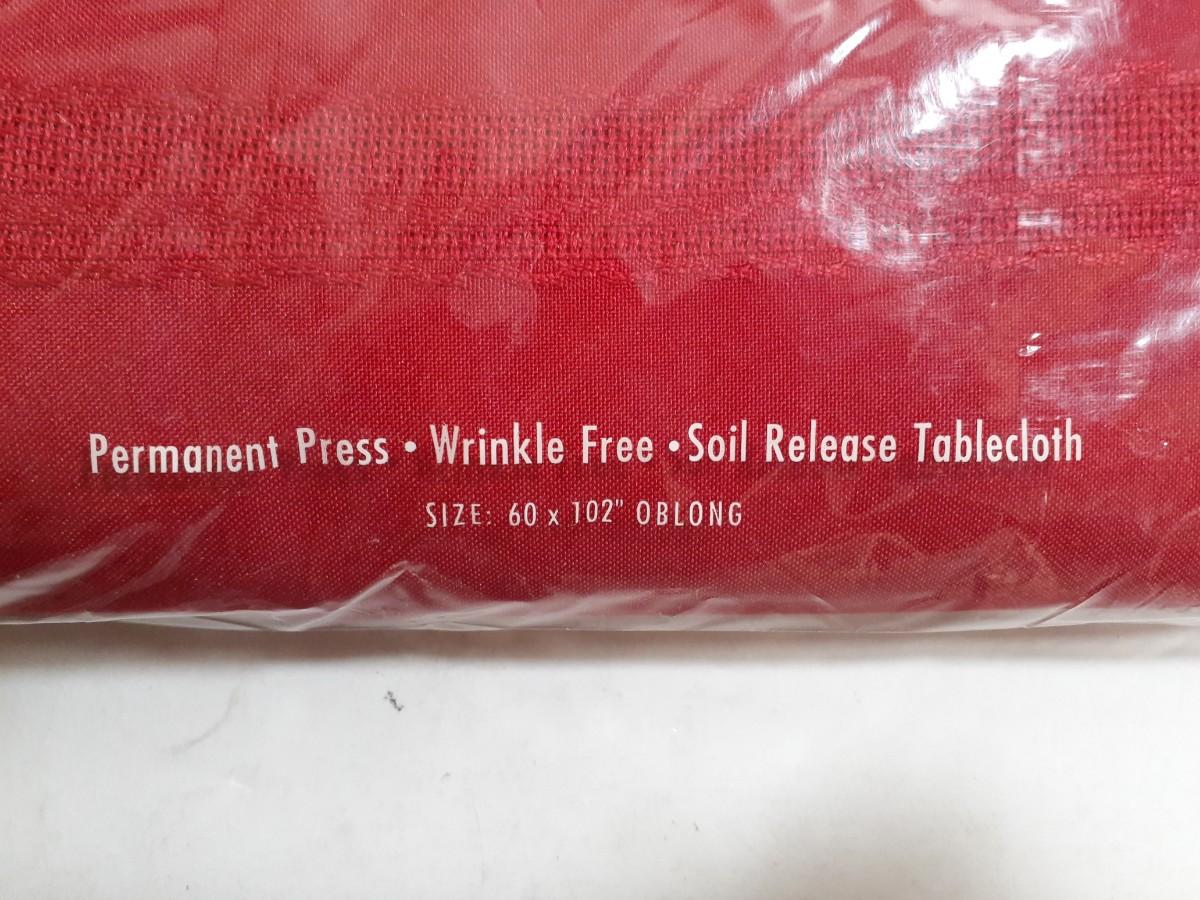 Permanent Press • Wrinkle Free • Soil Release Tablecloth
SIZE: 60 x 102" OBLONG